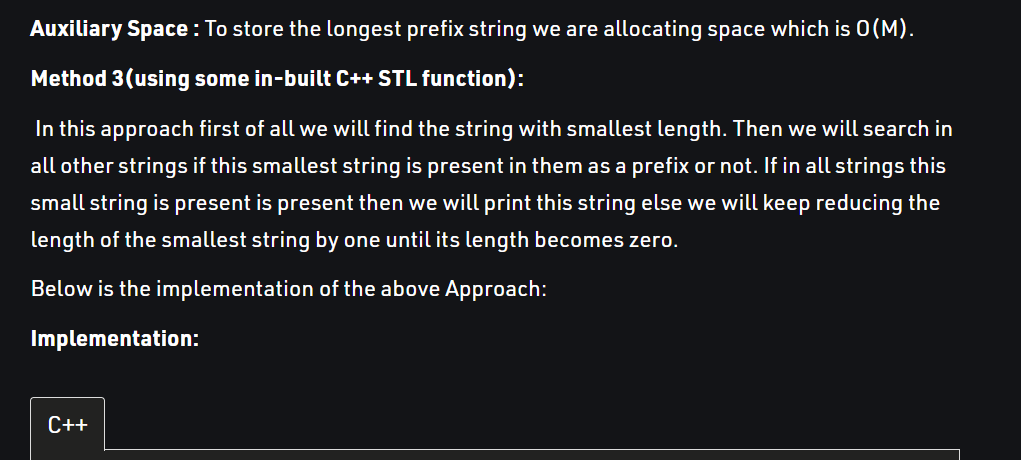 Auxiliary Space : To store the longest prefix string we are allocating space which is O(M).
Method 3(using some in-built C++ STL function):
In this approach first of all we will find the string with smallest length. Then we will search in
all other strings if this smallest string is present in them as a prefix or not. If in all strings this
small string is present is present then we will print this string else we will keep reducing the
length of the smallest string by one until its length becomes zero.
Below is the implementation of the above Approach:
Implementation:
C++